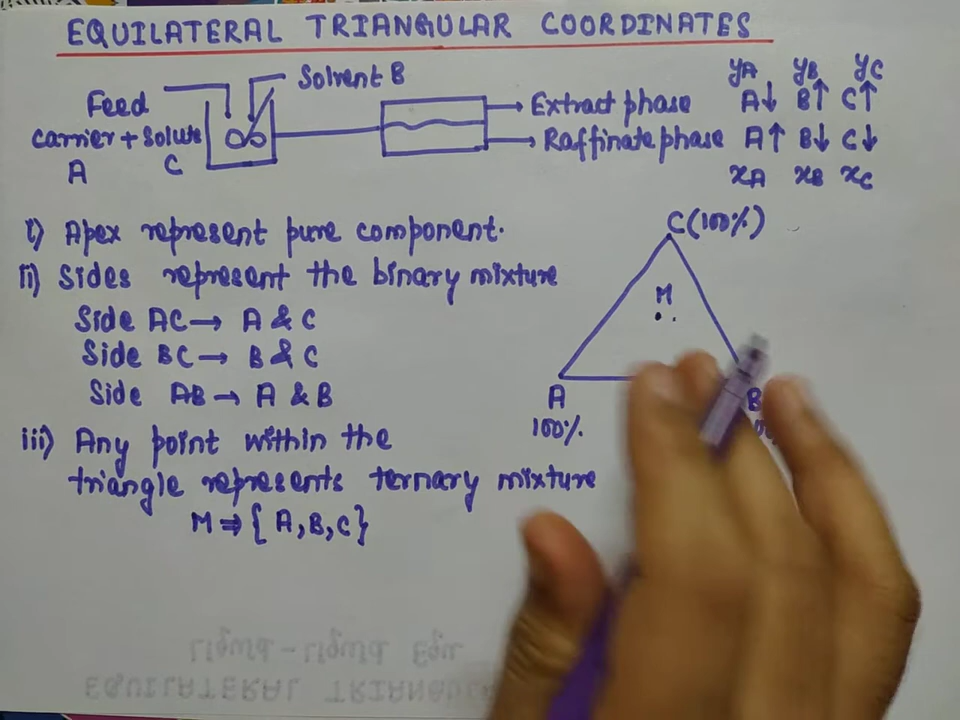 EQUILATERAL TRIANGULAR COORDINATES
Solvent B
Feed
Carrier + Solute
A C
Extract phase
Raffinate phase
yA yB yC
A↓ B↑ C↑
A↑ B↓ C↓
xA xB xC
i) Apex represent pure component.
ii) Sides represent the binary mixture
Side AC → A & C
Side BC → B & C
Side AB → A & B
iii) Any point within the
triangle represents ternary mixture
M ⇒ { A, B, C}
C(100%)
M
A
100%
B